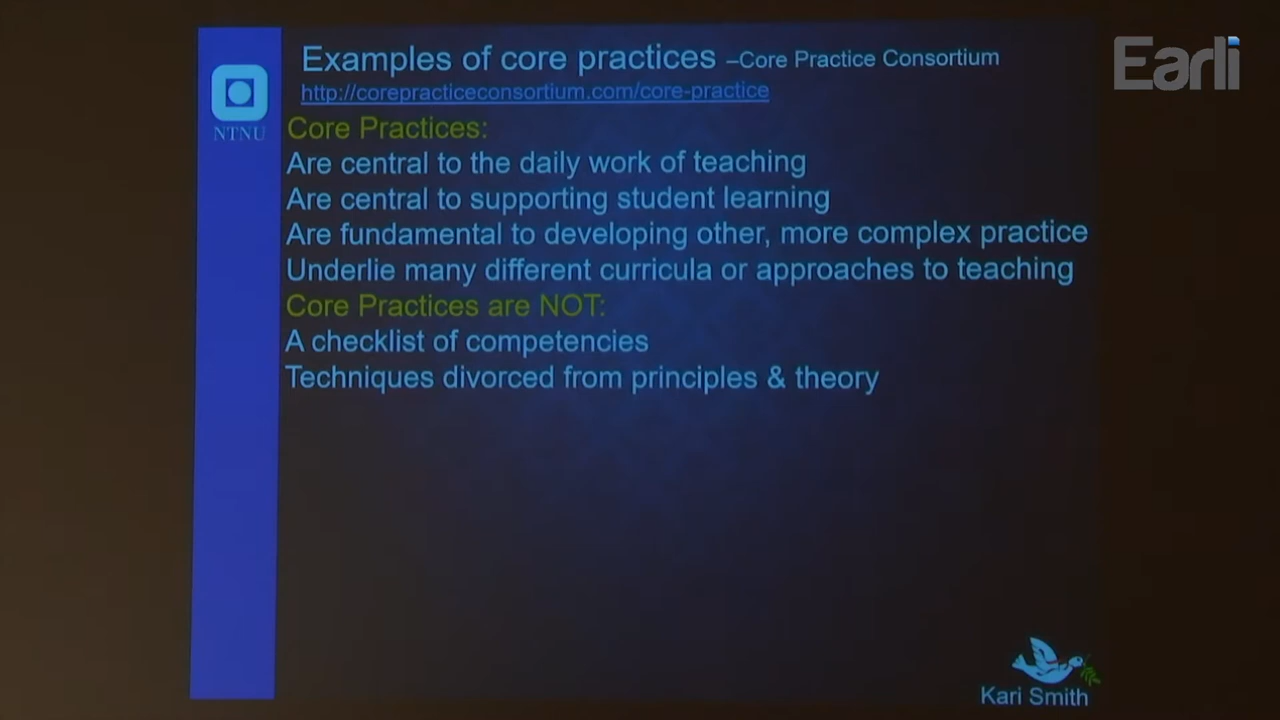 Examples of core practices –Core Practice Consortium
http://corepracticeconsortium.com/core-practice
Earli
NTNU
Core Practices:
Are central to the daily work of teaching
Are central to supporting student learning
Are fundamental to developing other, more complex practice
Underlie many different curricula or approaches to teaching
Core Practices are NOT:
A checklist of competencies
Techniques divorced from principles & theory
Kari Smith